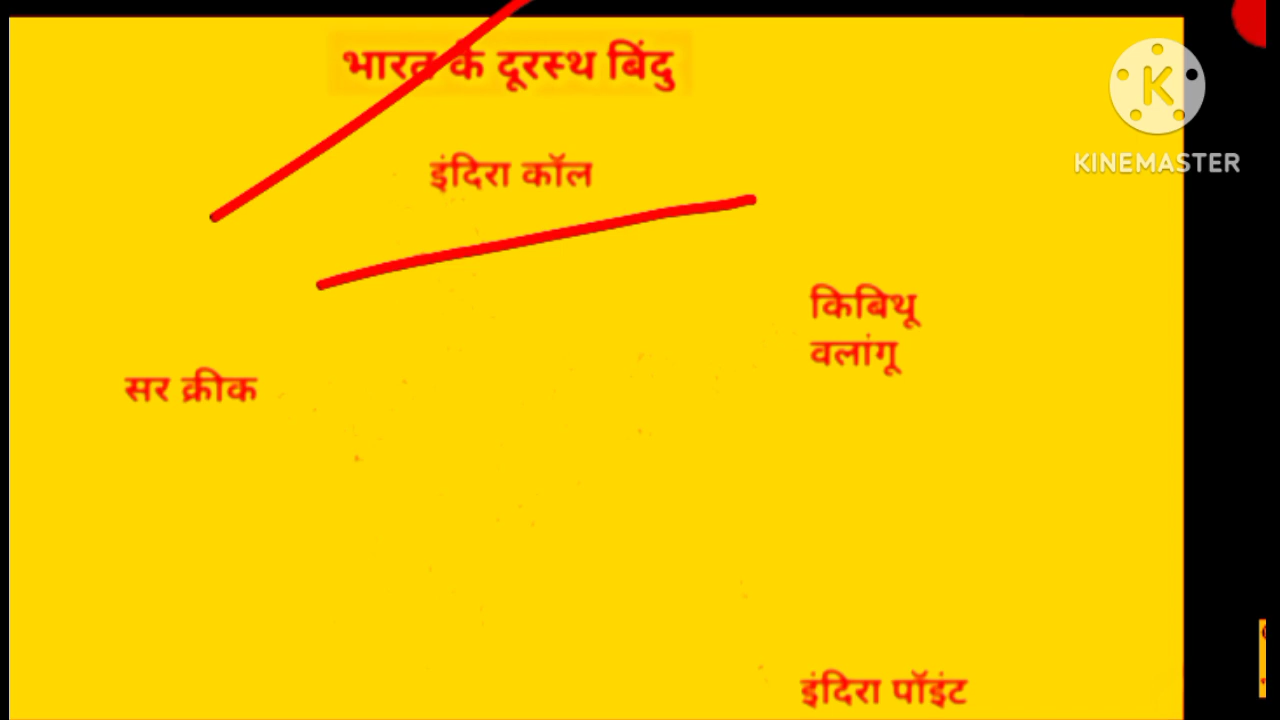 भारत के दूरस्थ बिंदु
K
KINEMASTER
इंदिरा कॉल
किबिथू
वलांगू
सर क्रीक
इंदिरा पॉइंट